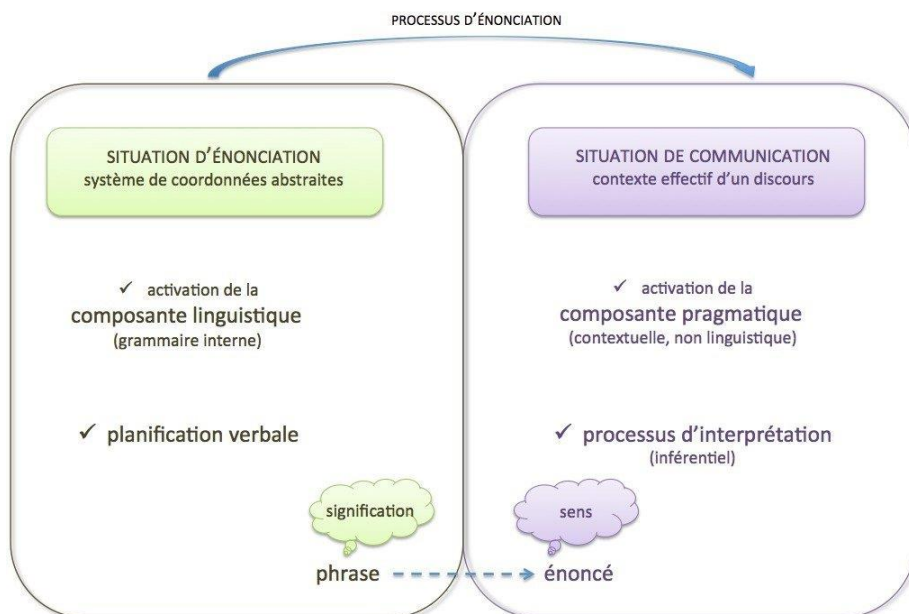 PROCESSUS D’ÉNONCIATION
SITUATION D’ÉNONCIATION
système de coordonnées abstraites
✓ activation de la
composante linguistique
(grammaire interne)
✓ planification verbale
signification
phrase
SITUATION DE COMMUNICATION
contexte effectif d’un discours
✓ activation de la
composante pragmatique
(contextuelle, non linguistique)
✓ processus d’interprétation
(inférentiel)
sens
énoncé